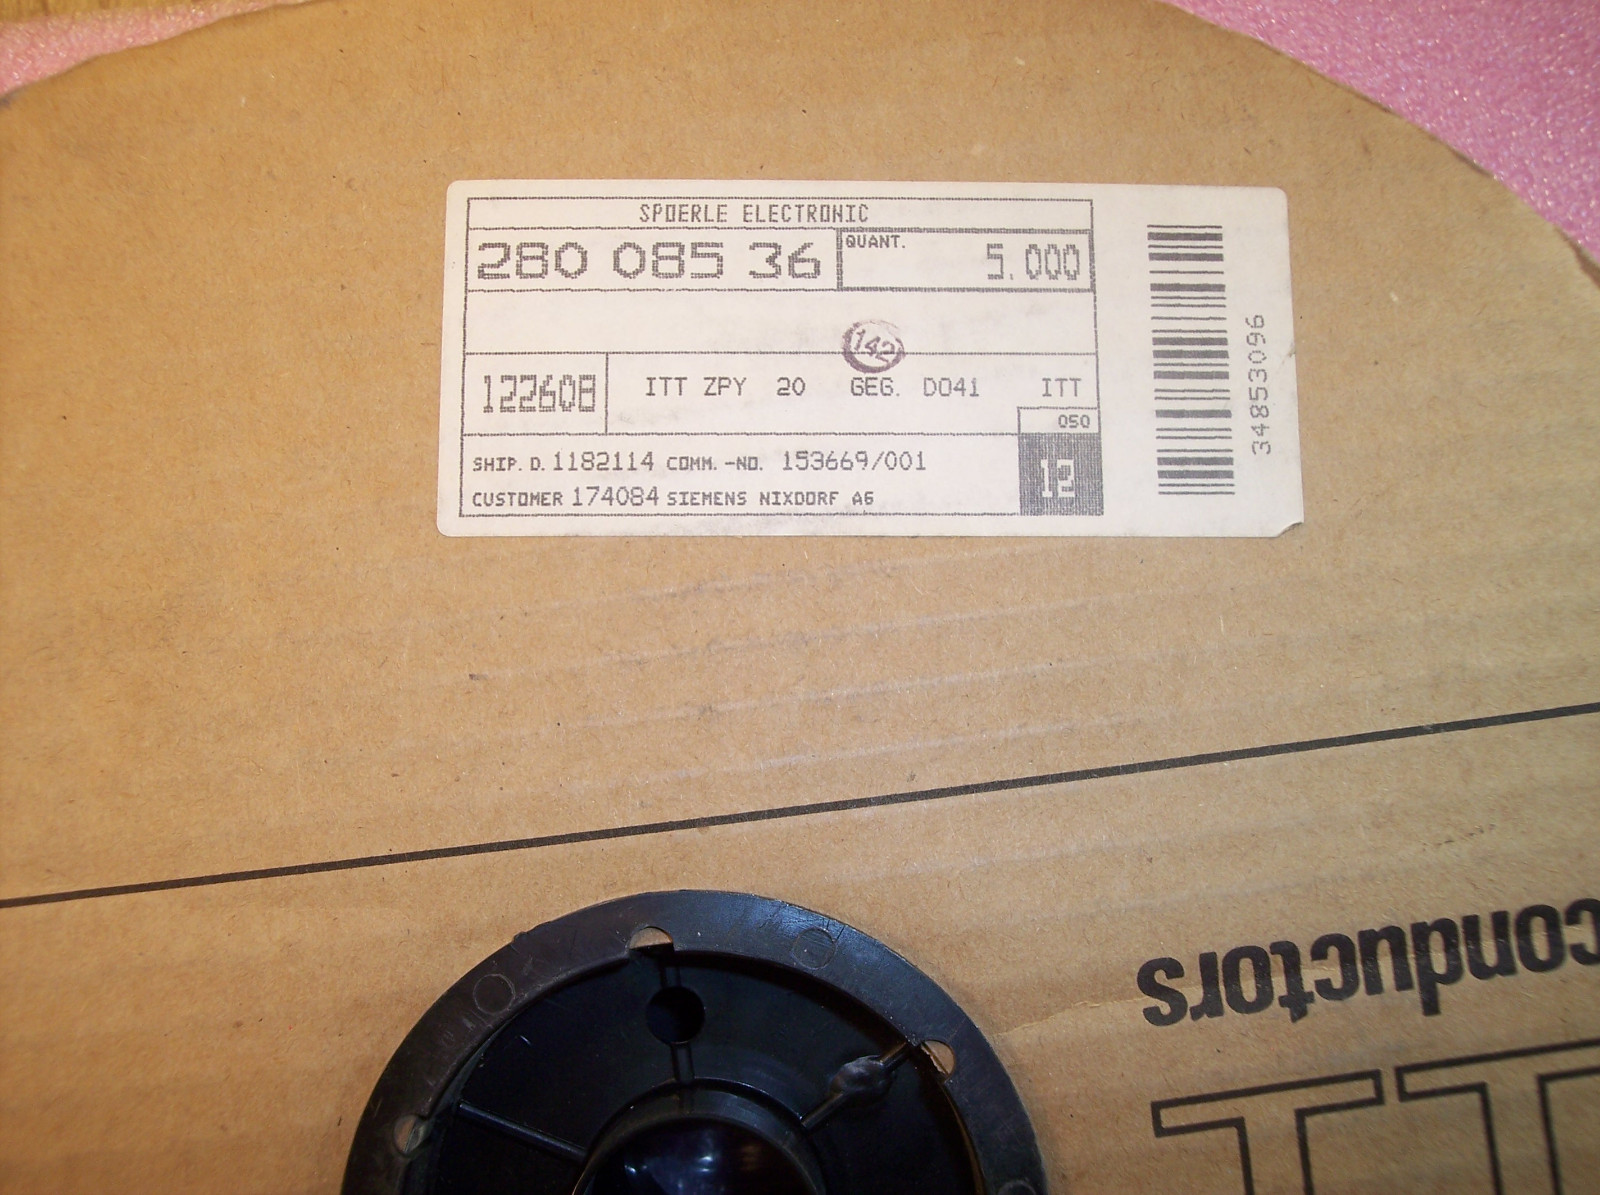 SPOERLE ELECTRONIC
280 085 36 QUANT. 5.000
142
122608 ITT ZPY 20 GEG. DO41 ITT
050
SHIP. D. 1182114 COMM. -NO. 153669/001
12
CUSTOMER 174084 SIEMENS NIXDORF AG
34853096
conductors
TT